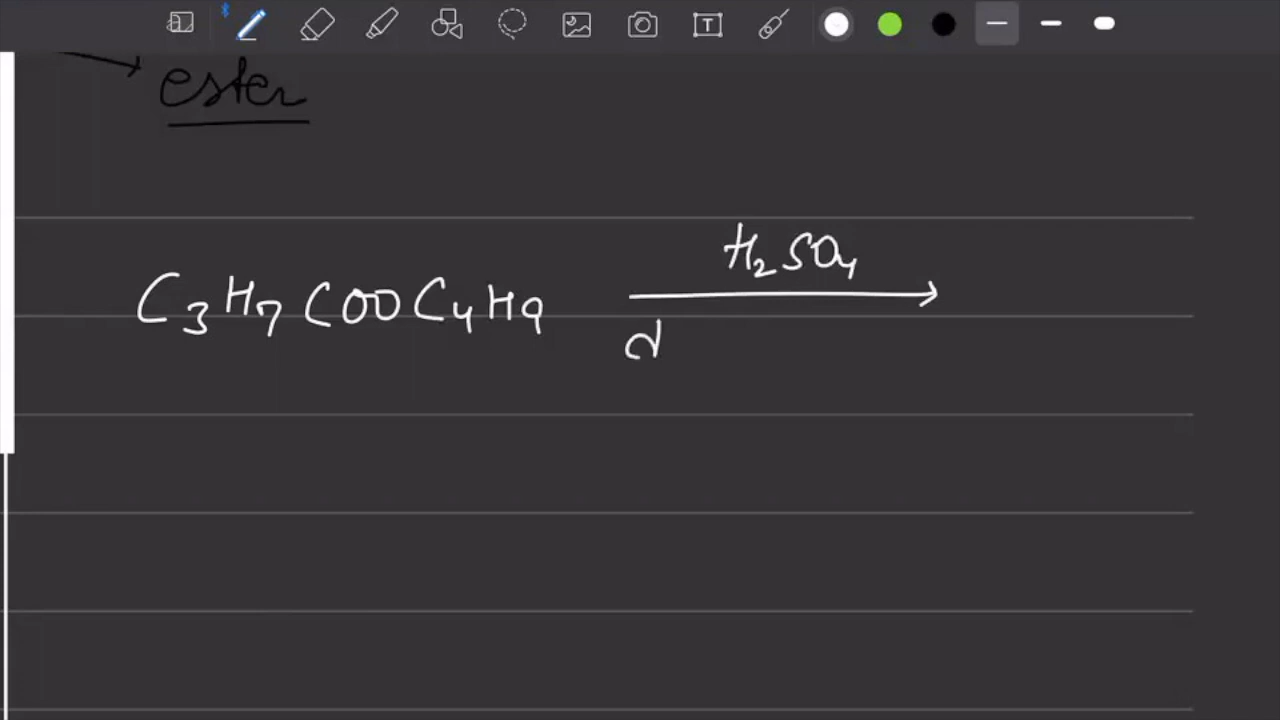 ester
H₂SO₄
C₃H₇COOC₄H₉ ⟶
d